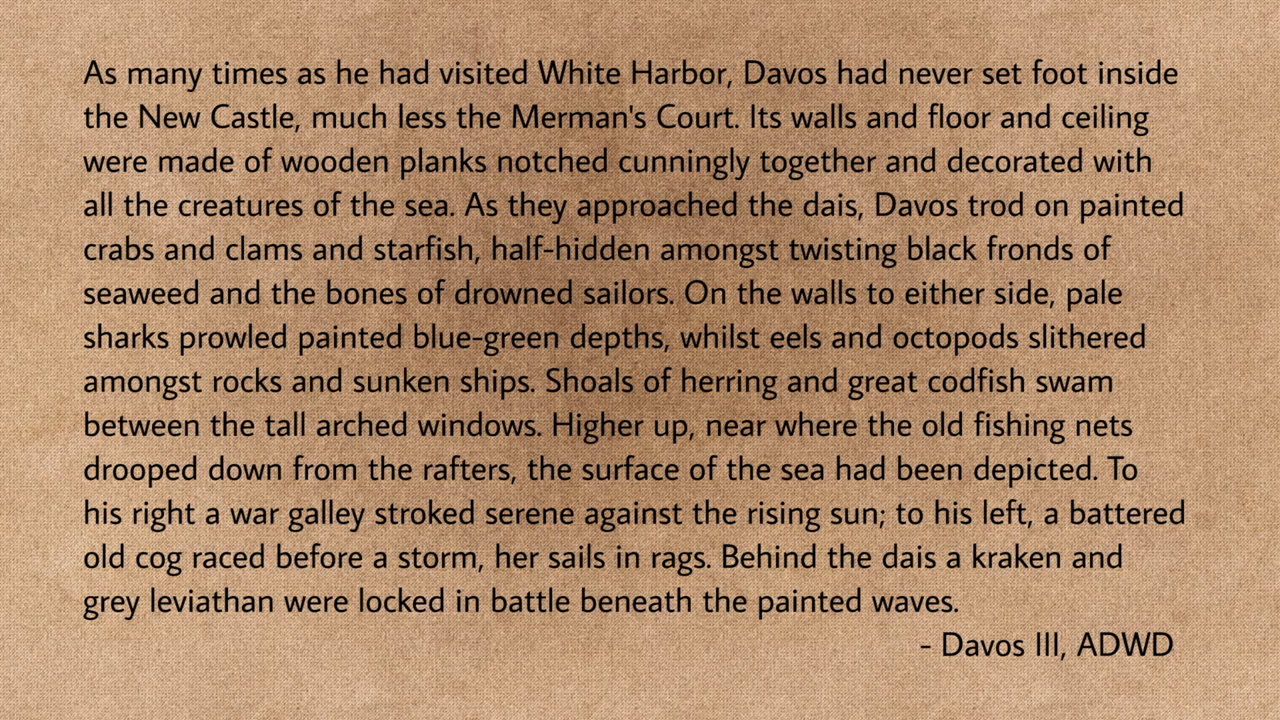 As many times as he had visited White Harbor, Davos had never set foot inside
the New Castle, much less the Merman's Court. Its walls and floor and ceiling
were made of wooden planks notched cunningly together and decorated with
all the creatures of the sea. As they approached the dais, Davos trod on painted
crabs and clams and starfish, half-hidden amongst twisting black fronds of
seaweed and the bones of drowned sailors. On the walls to either side, pale
sharks prowled painted blue-green depths, whilst eels and octopods slithered
amongst rocks and sunken ships. Shoals of herring and great codfish swam
between the tall arched windows. Higher up, near where the old fishing nets
drooped down from the rafters, the surface of the sea had been depicted. To
his right a war galley stroked serene against the rising sun; to his left, a battered
old cog raced before a storm, her sails in rags. Behind the dais a kraken and
grey leviathan were locked in battle beneath the painted waves.
- Davos III, ADWD